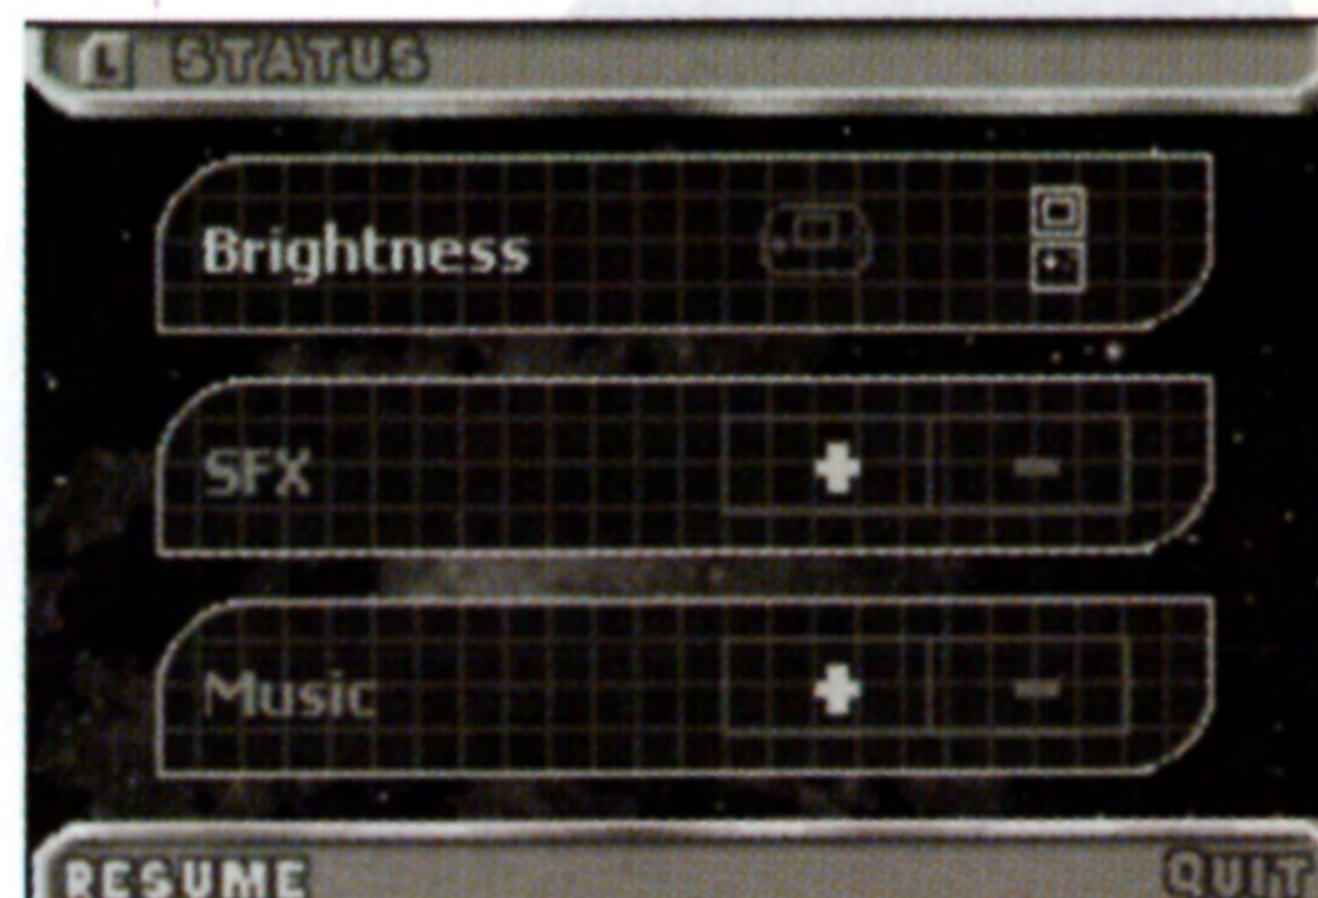 L STATUS
Brightness
SFX + -
Music + -
RESUME QUIT